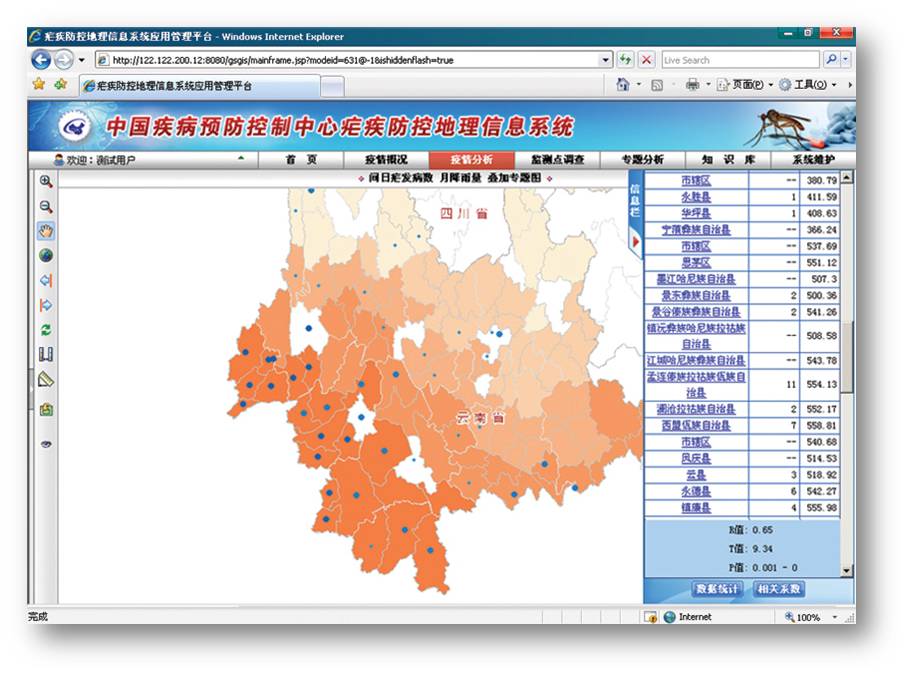 疟疾防控地理信息系统应用管理平台 - Windows Internet Explorer
http://122.122.200.12:8080/gsgis/mainframe.jsp?modeid=631@-1&ishiddenflash=true
Live Search
疟疾防控地理信息系统应用管理平台
页面(P)
工具(O)
中国疾病预防控制中心疟疾防控地理信息系统
欢迎：测试用户
首 页
疫情概况
疫情分析
监测点调查
专题分析
知 识 库
系统维护
间日疟发病数 月降雨量 叠加专题图
信息栏
四川省
云南省
市辖区 -- 380.79
永胜县 1 411.59
华坪县 1 408.63
宁蒗彝族自治县 -- 366.24
市辖区 -- 537.69
思茅区 -- 551.12
墨江哈尼族自治县 -- 507.3
景东彝族自治县 2 500.36
景谷傣族彝族自治县 2 541.26
镇沅彝族哈尼族拉祜族
自治县 -- 508.58
江城哈尼族彝族自治县 -- 543.78
孟连傣族拉祜族佤族自
治县 11 554.13
澜沧拉祜族自治县 2 552.17
西盟佤族自治县 7 558.81
市辖区 -- 540.68
凤庆县 -- 514.53
云县 3 518.92
永德县 6 542.27
镇康县 4 555.98
R值: 0.65
T值: 9.34
P值: 0.001 - 0
数据统计
相关系数
完成
Internet
100%